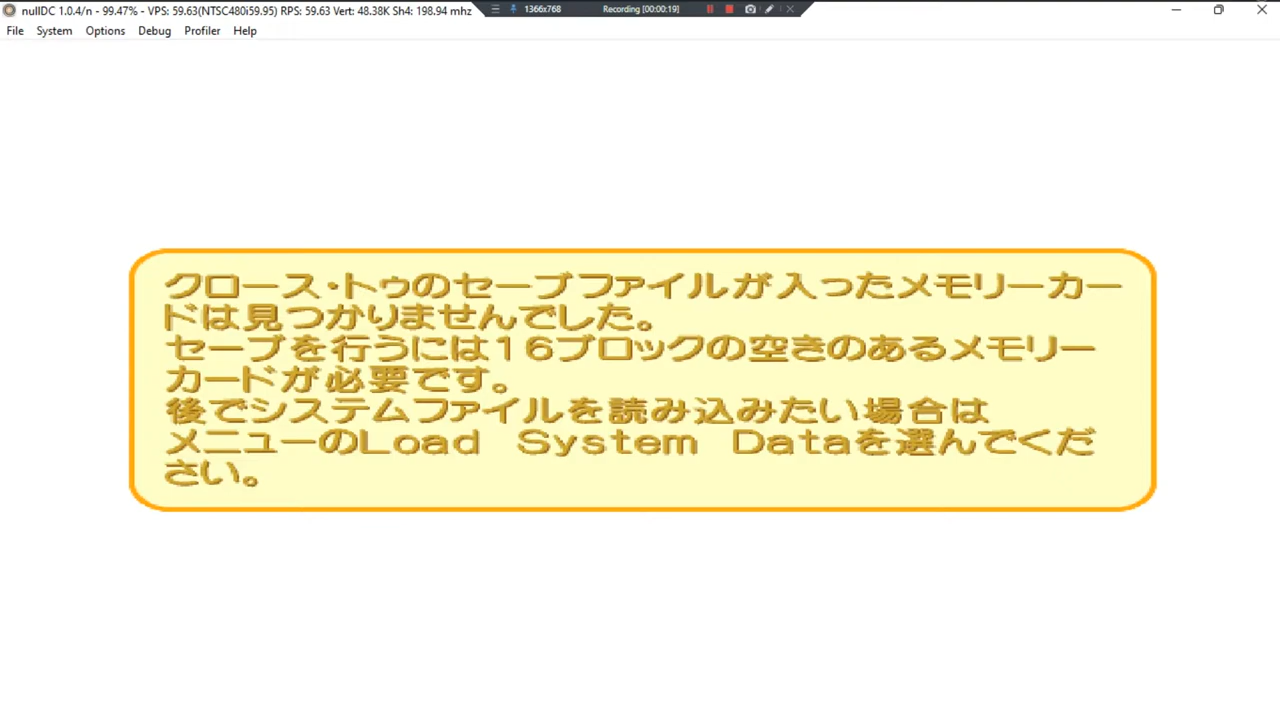 nullDC 1.0.4/n - 99.47% - VPS: 59.63(NTSC480i59.95) RPS: 59.63 Vert: 48.38K Sh4: 198.94 mhz
1366x768
Recording [00:00:19]
File System Options Debug Profiler Help
クロース・トゥのセーブファイルが入ったメモリーカー
ドは見つかりませんでした。
セーブを行うには１６ブロックの空きのあるメモリー
カードが必要です。
後でシステムファイルを読み込みたい場合は
メニューのＬｏａｄ　Ｓｙｓｔｅｍ　Ｄａｔａを選んでくだ
さい。